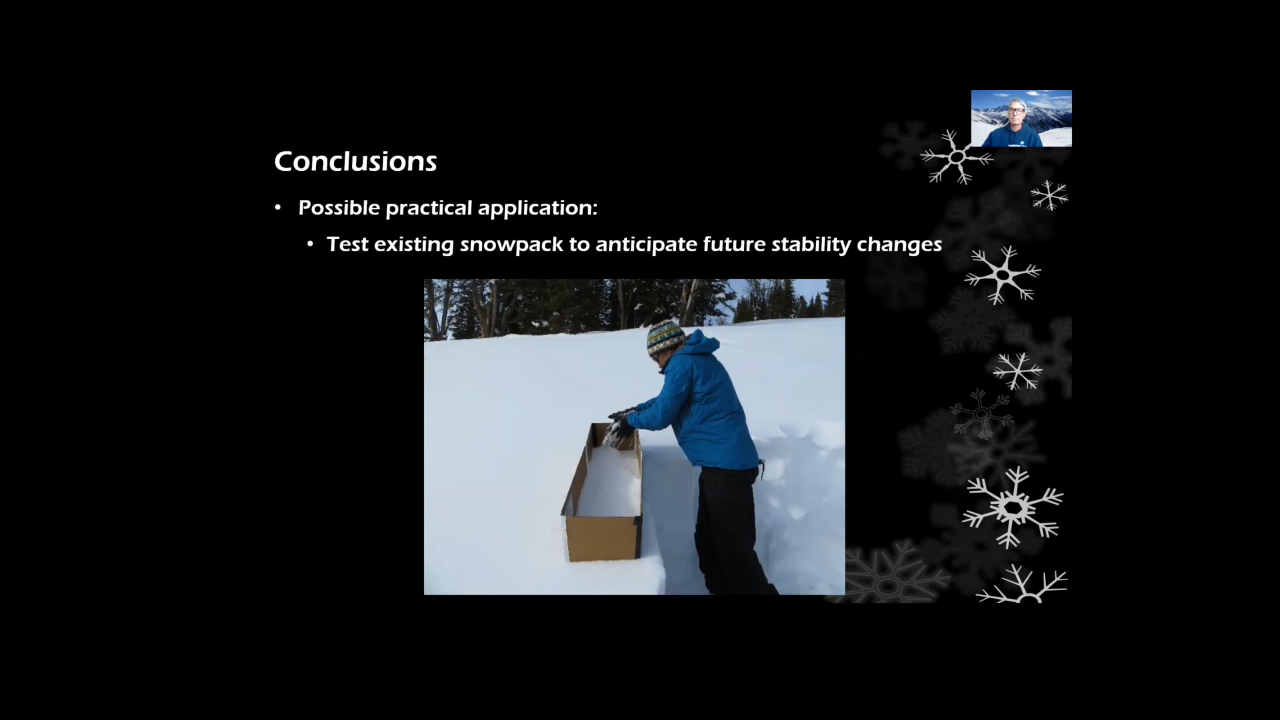 Conclusions
• Possible practical application:
• Test existing snowpack to anticipate future stability changes